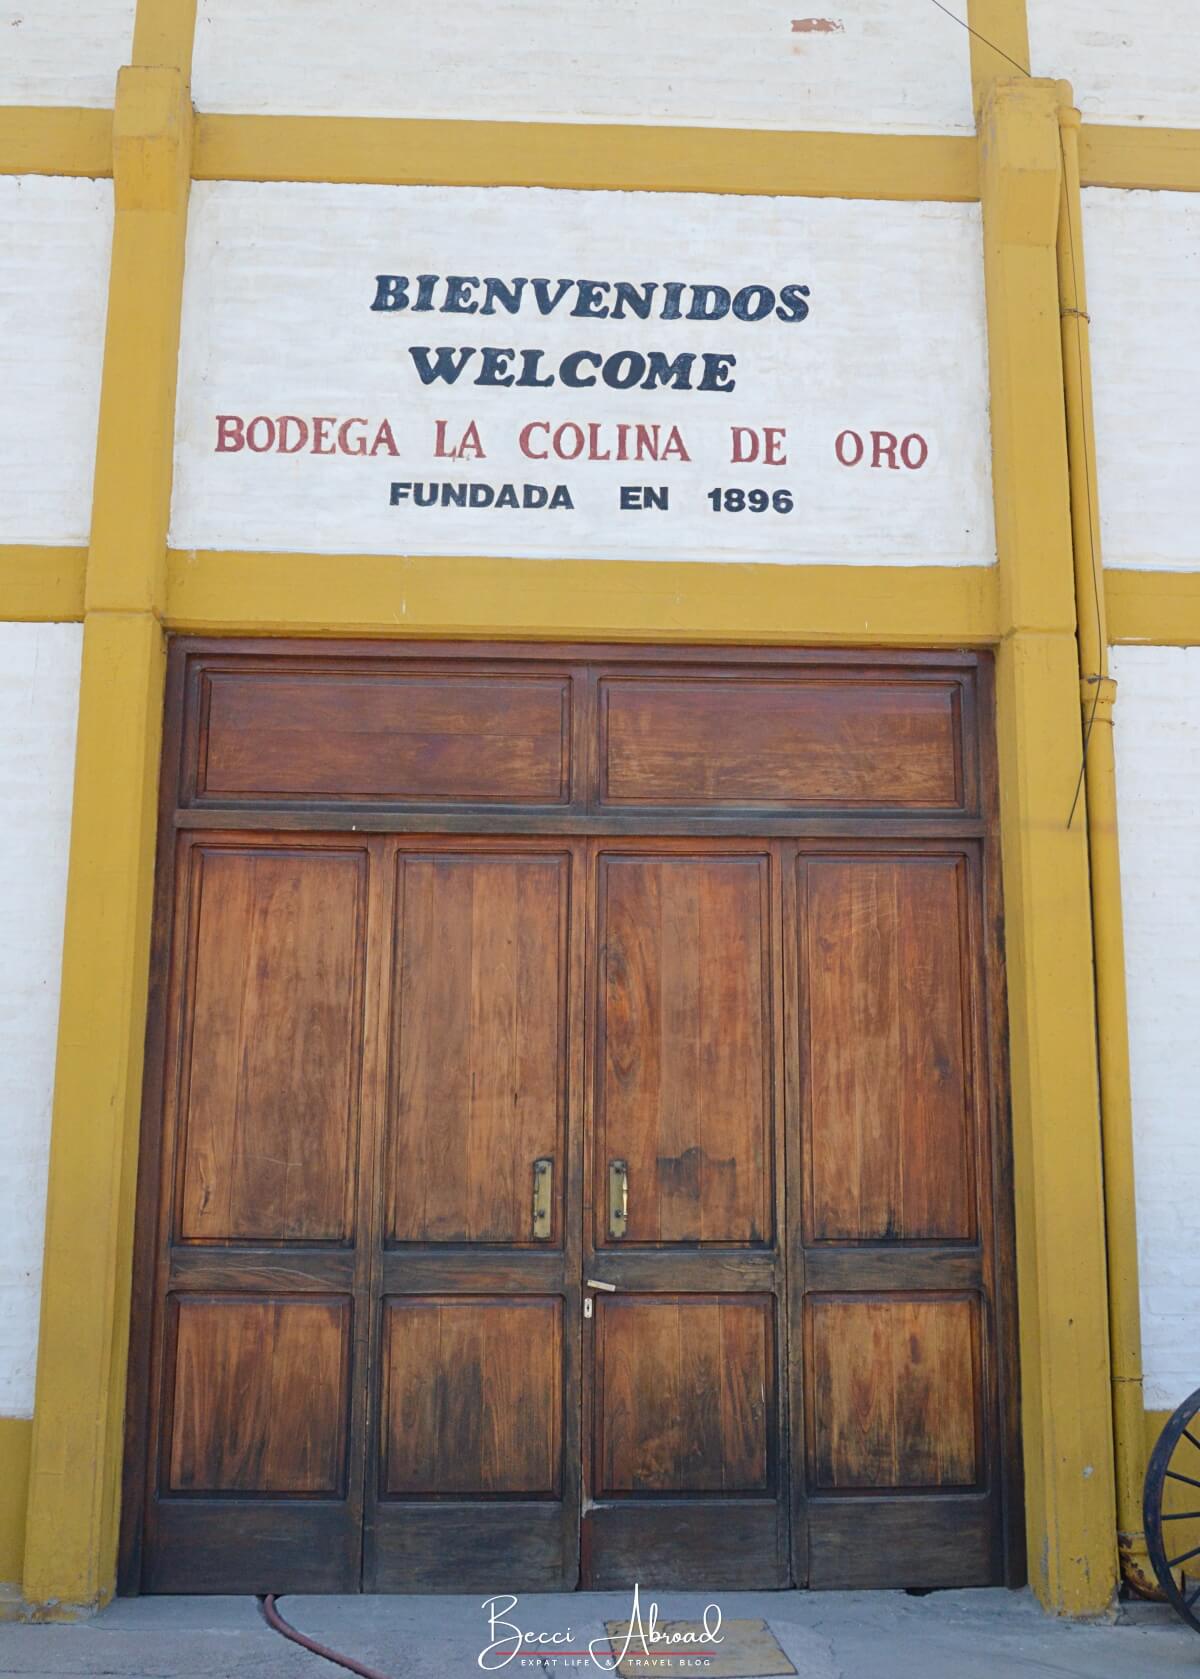 BIENVENIDOS
WELCOME
BODEGA LA COLINA DE ORO
FUNDADA EN 1896
Becci Abroad
EXPAT LIFE & TRAVEL BLOG